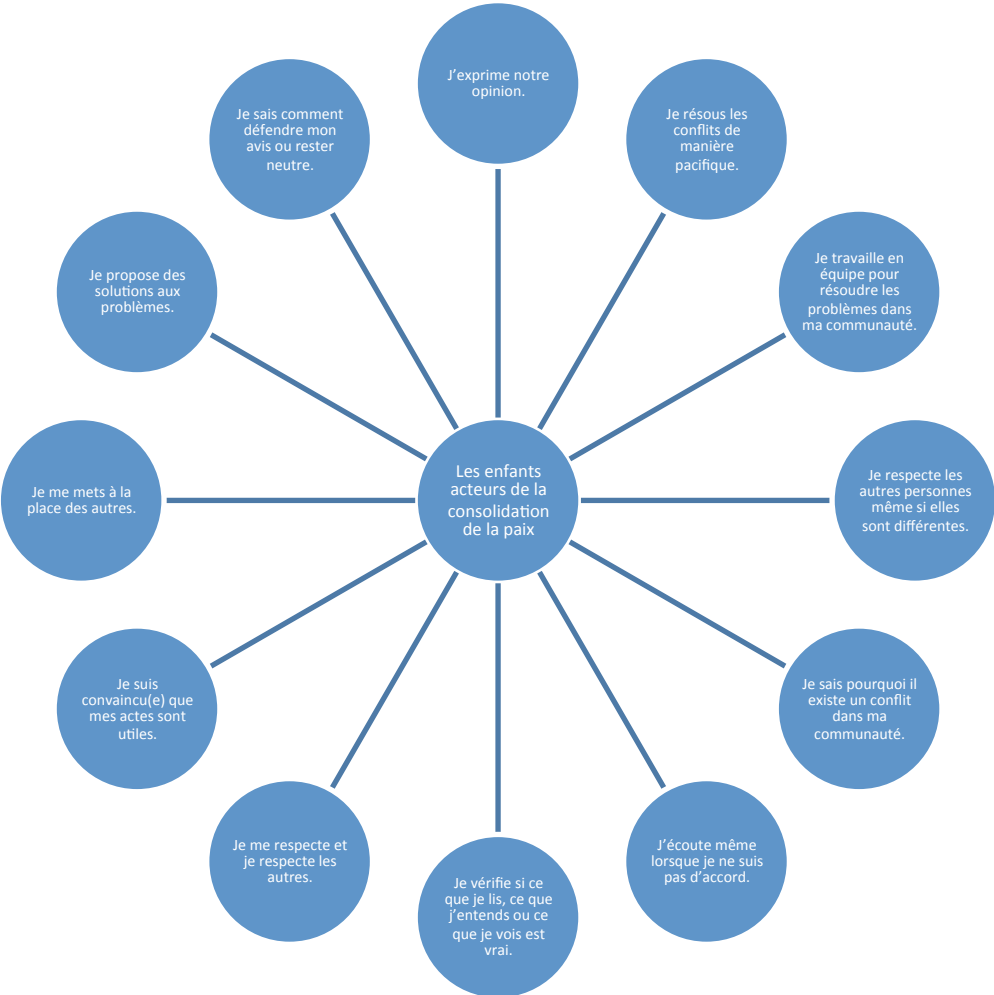 J’exprime notre
opinion.
Je résous les
conflits de
manière
pacifique.
Je travaille en
équipe pour
résoudre les
problèmes dans
ma communauté.
Je respecte les
autres personnes
même si elles
sont différentes.
Je sais pourquoi il
existe un conflit
dans ma
communauté.
J’écoute même
lorsque je ne suis
pas d’accord.
Je vérifie si ce
que je lis, ce que
j’entends ou ce
que je vois est
vrai.
Je me respecte et
je respecte les
autres.
Je suis
convaincu(e) que
mes actes sont
utiles.
Je me mets à la
place des autres.
Je propose des
solutions aux
problèmes.
Je sais comment
défendre mon
avis ou rester
neutre.
Les enfants
acteurs de la
consolidation
de la paix